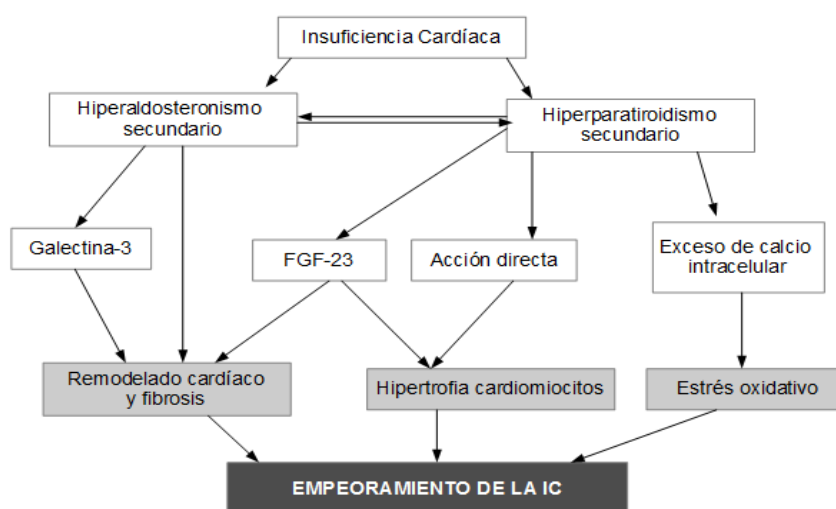 Insuficiencia Cardíaca
Hiperaldosteronismo
secundario
Hiperparatiroidismo
secundario
Galectina-3
FGF-23
Acción directa
Exceso de calcio
intracelular
Remodelado cardíaco
y fibrosis
Hipertrofia cardiomiocitos
Estrés oxidativo
EMPEORAMIENTO DE LA IC